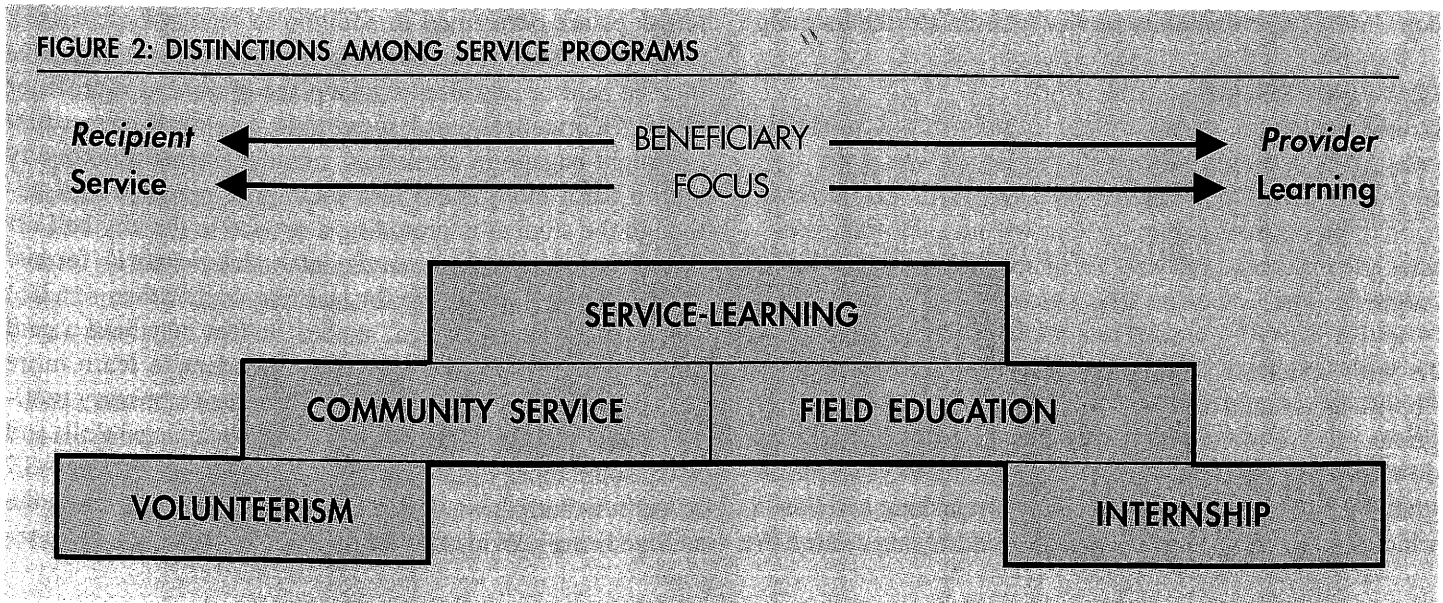 FIGURE 2: DISTINCTIONS AMONG SERVICE PROGRAMS
Recipient BENEFICIARY Provider
Service FOCUS Learning
SERVICE-LEARNING
COMMUNITY SERVICE FIELD EDUCATION
VOLUNTEERISM INTERNSHIP